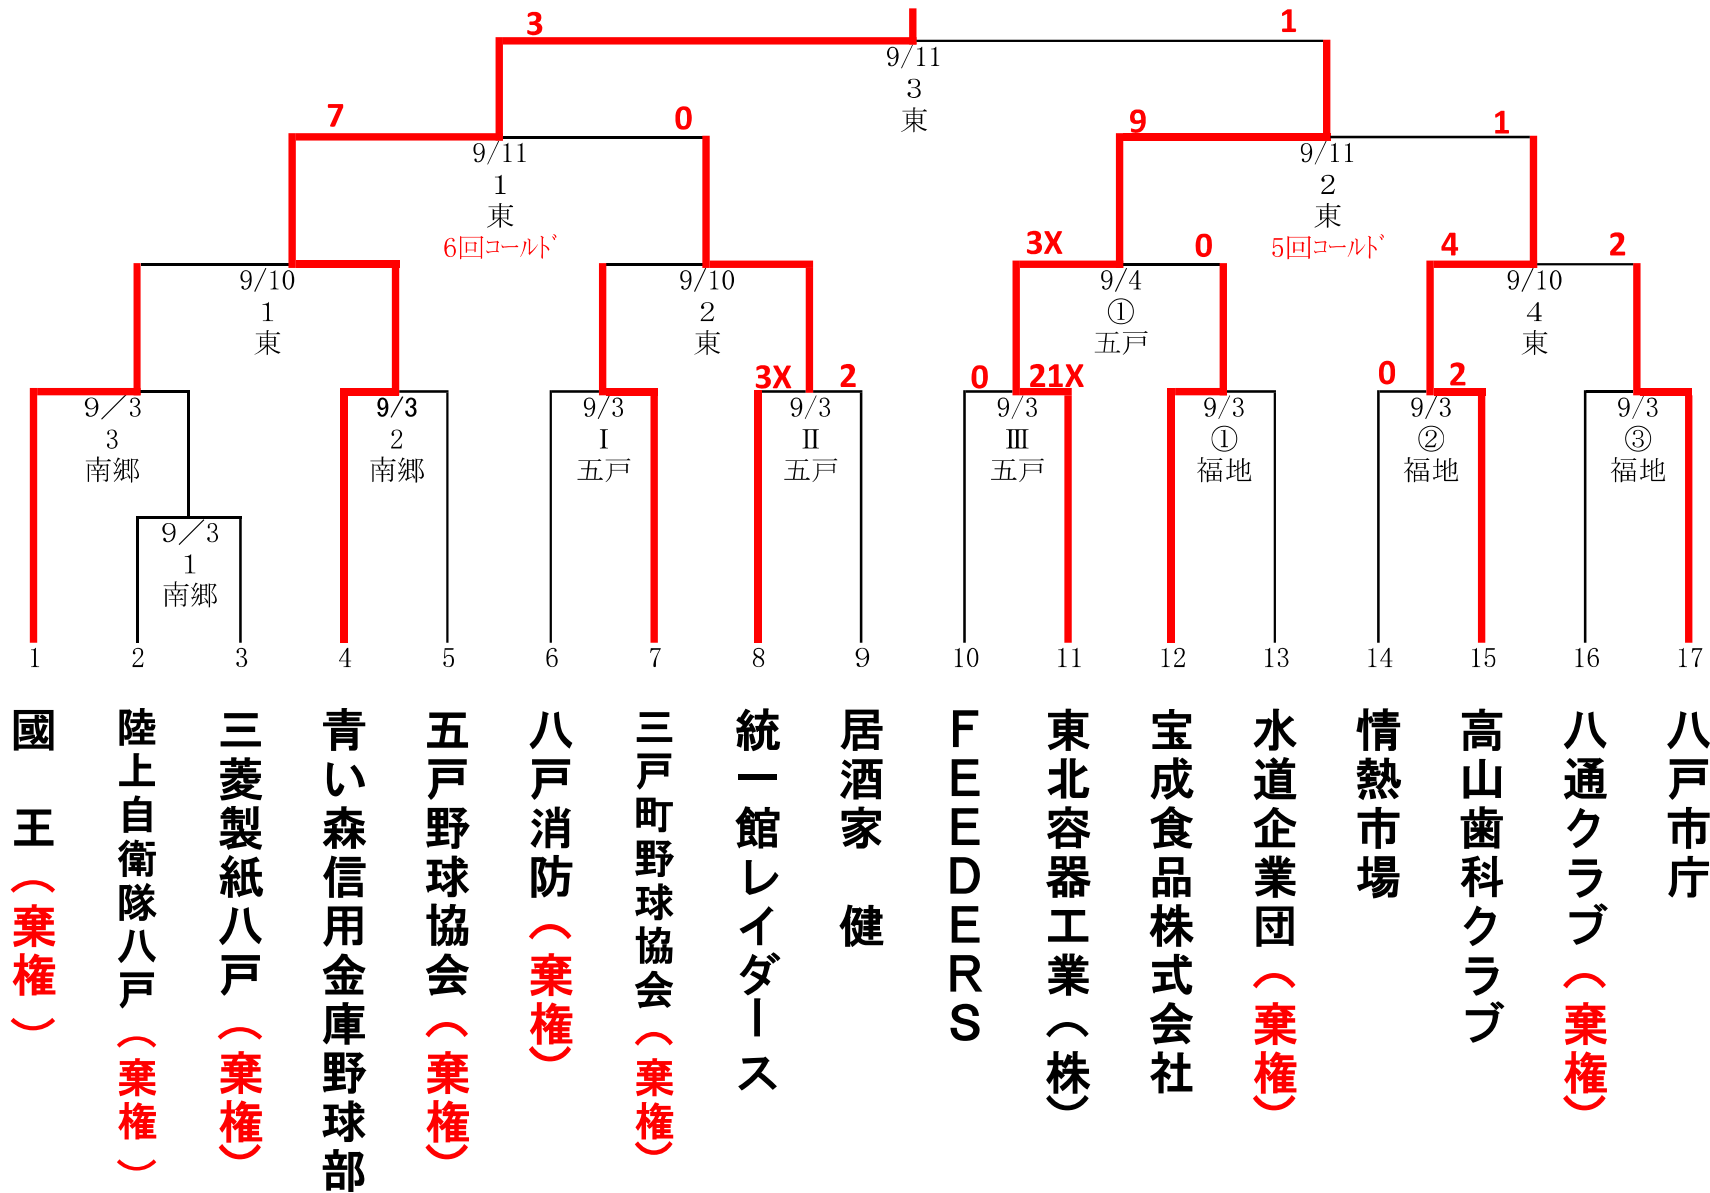 3
1
9/11
3
東
7
0
9
1
9/11
1
東
6回コールド
9/11
2
東
5回コールド
3X
0
4
2
9/10
1
東
9/10
2
東
9/4
①
五戸
9/10
4
東
3X
2
0
21X
0
2
9／3
3
南郷
9/3
2
南郷
9/3
Ⅰ
五戸
9/3
Ⅱ
五戸
9/3
Ⅲ
五戸
9/3
①
福地
9/3
②
福地
9/3
③
福地
9／3
1
南郷
1
2
3
4
5
6
7
8
9
10
11
12
13
14
15
16
17
國　王（棄権）
陸上自衛隊八戸（棄権）
三菱製紙八戸（棄権）
青い森信用金庫野球部
五戸野球協会（棄権）
八戸消防（棄権）
三戸町野球協会（棄権）
統一館レイダース
居酒家　健
ＦＥＥＤＥＲＳ
東北容器工業（株）
宝成食品株式会社
水道企業団（棄権）
情熱市場
高山歯科クラブ
八通クラブ（棄権）
八戸市庁